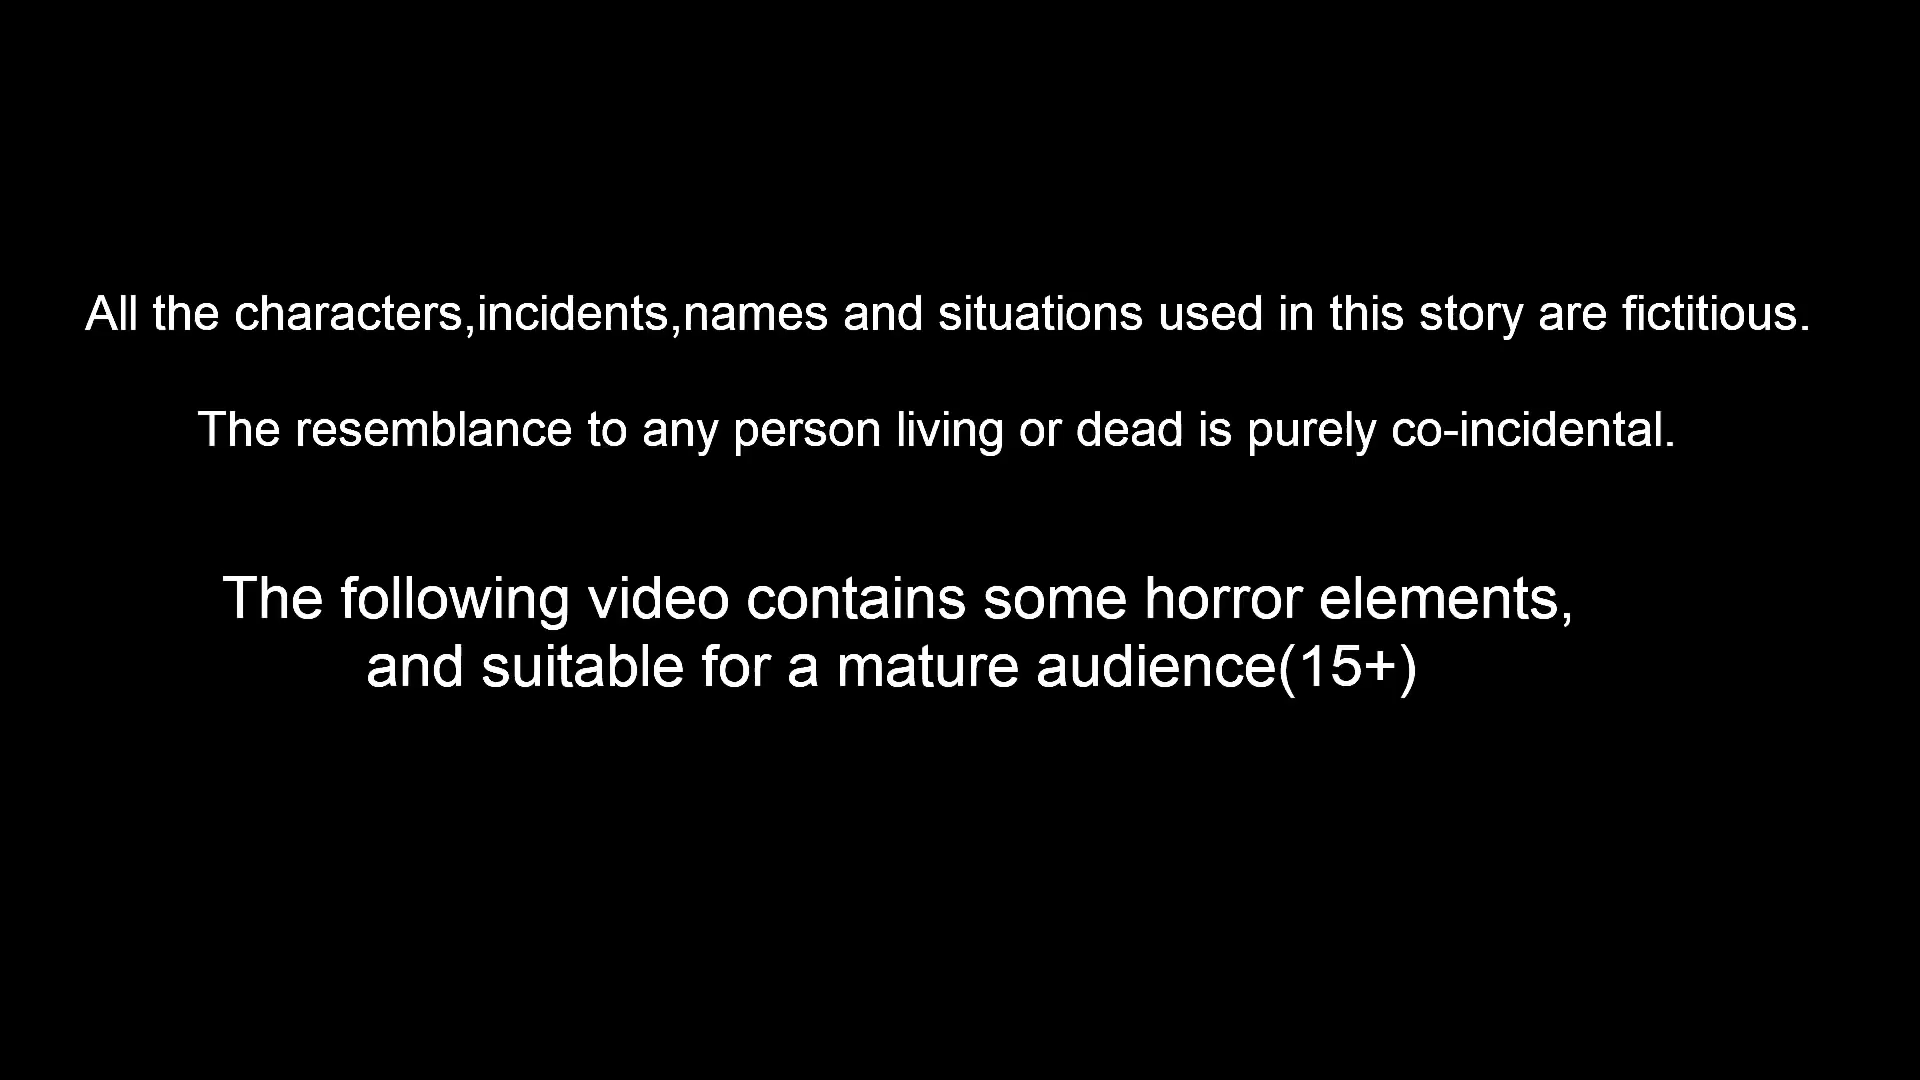 All the characters,incidents,names and situations used in this story are fictitious.
The resemblance to any person living or dead is purely co-incidental.
The following video contains some horror elements,
and suitable for a mature audience(15+)